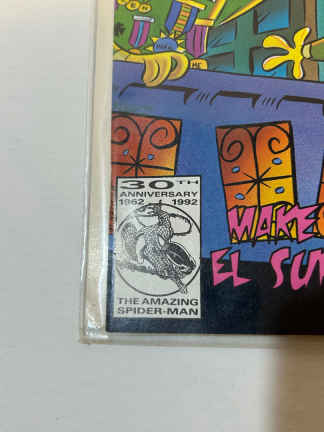 30TH
ANNIVERSARY
1962 1992
THE AMAZING
SPIDER-MAN
MAKE
EL SU